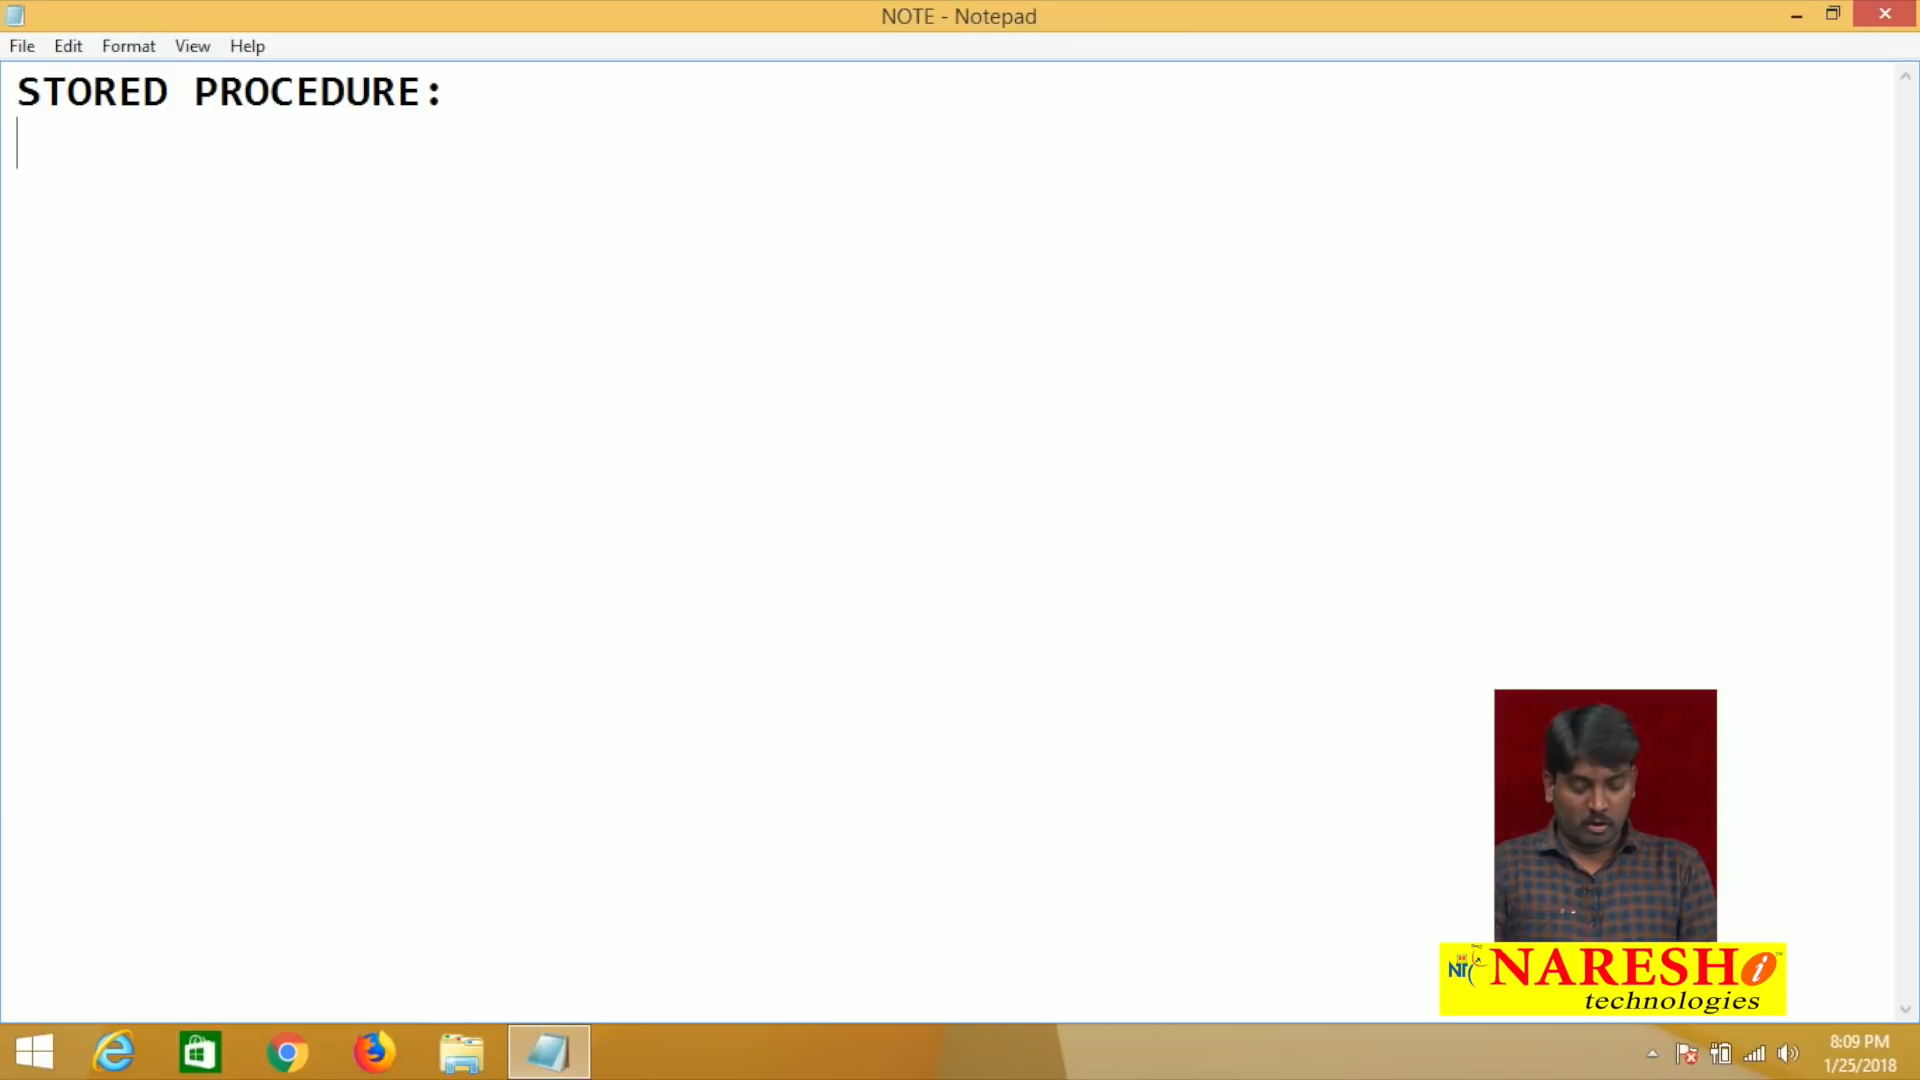 NOTE - Notepad
File Edit Format View Help
STORED PROCEDURE:
NARESH i
technologies
8:09 PM
1/25/2018